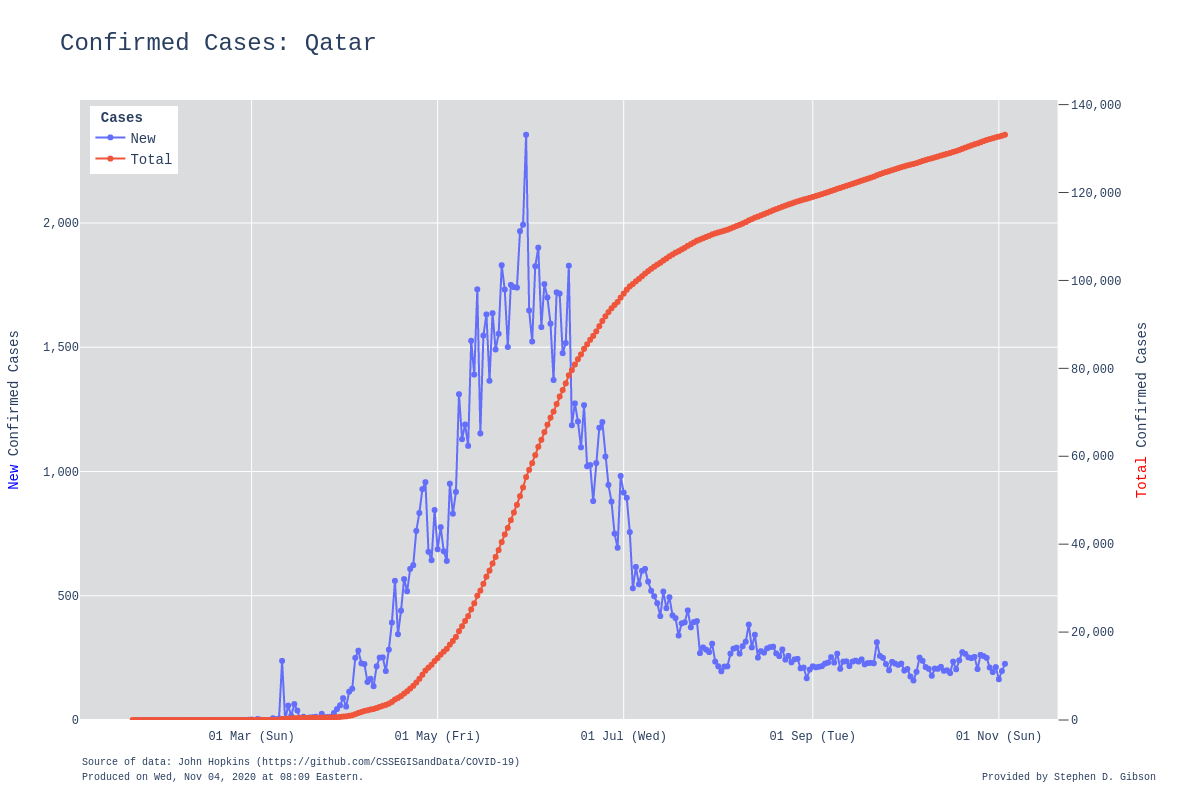 Confirmed Cases: Qatar
Cases
New
Total
140,000
120,000
100,000
80,000
60,000
40,000
20,000
0
2,000
1,500
1,000
500
0
New Confirmed Cases
Total Confirmed Cases
01 Mar (Sun)
01 May (Fri)
01 Jul (Wed)
01 Sep (Tue)
01 Nov (Sun)
Source of data: John Hopkins (https://github.com/CSSEGISandData/COVID-19)
Produced on Wed, Nov 04, 2020 at 08:09 Eastern.
Provided by Stephen D. Gibson